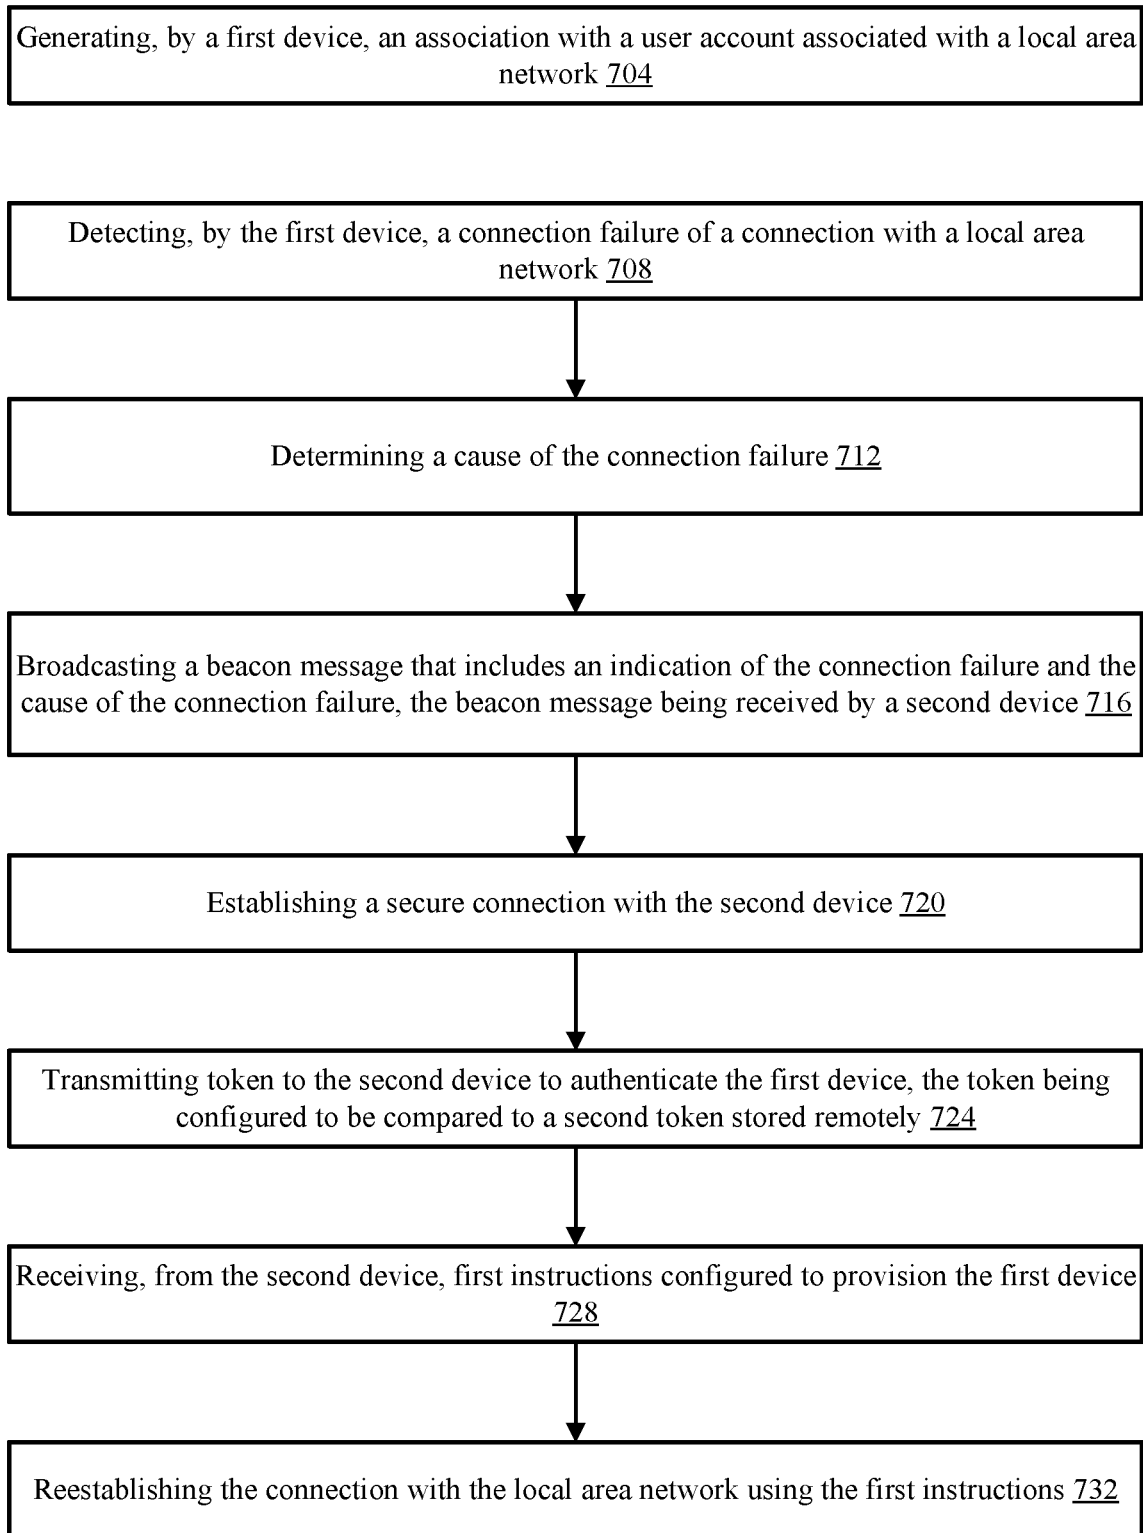 Generating, by a first device, an association with a user account associated with a local area
network 704
Detecting, by the first device, a connection failure of a connection with a local area
network 708
Determining a cause of the connection failure 712
Broadcasting a beacon message that includes an indication of the connection failure and the
cause of the connection failure, the beacon message being received by a second device 716
Establishing a secure connection with the second device 720
Transmitting token to the second device to authenticate the first device, the token being
configured to be compared to a second token stored remotely 724
Receiving, from the second device, first instructions configured to provision the first device
728
Reestablishing the connection with the local area network using the first instructions 732